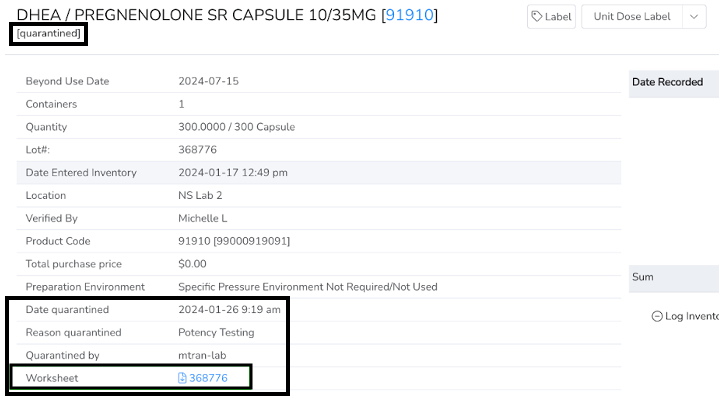 DHEA / PREGNENOLONE SR CAPSULE 10/35MG [91910]
[quarantined]
Label
Unit Dose Label
Beyond Use Date 2024-07-15
Date Recorded
Containers 1
Quantity 300.0000 / 300 Capsule
Lot#: 368776
Date Entered Inventory 2024-01-17 12:49 pm
Location NS Lab 2
Verified By Michelle L
Product Code 91910 [99000919091]
Total purchase price $0.00
Sum
Preparation Environment Specific Pressure Environment Not Required/Not Used
Date quarantined 2024-01-26 9:19 am
Log Invento
Reason quarantined Potency Testing
Quarantined by mtran-lab
Worksheet 368776